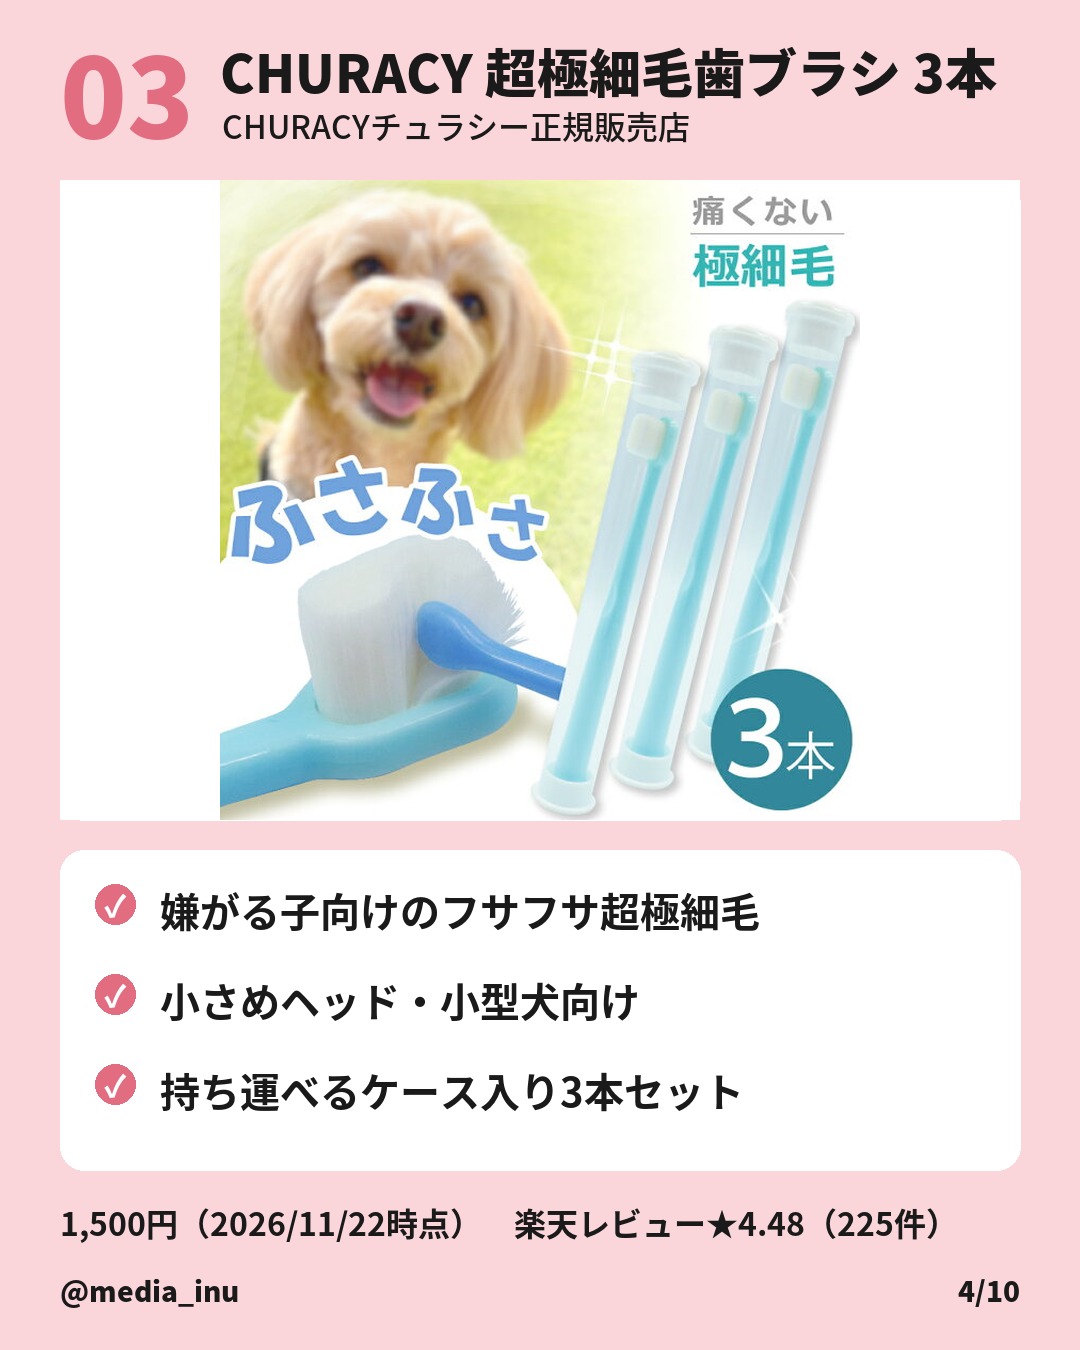 03
CHURACY 超極細毛歯ブラシ 3本
CHURACYチュラシー正規販売店
痛くない
極細毛
ふさふさ
3本
嫌がる子向けのフサフサ超極細毛
小さめヘッド・小型犬向け
持ち運べるケース入り3本セット
1,500円（2026/11/22時点）　楽天レビュー★4.48（225件）
@media_inu
4/10